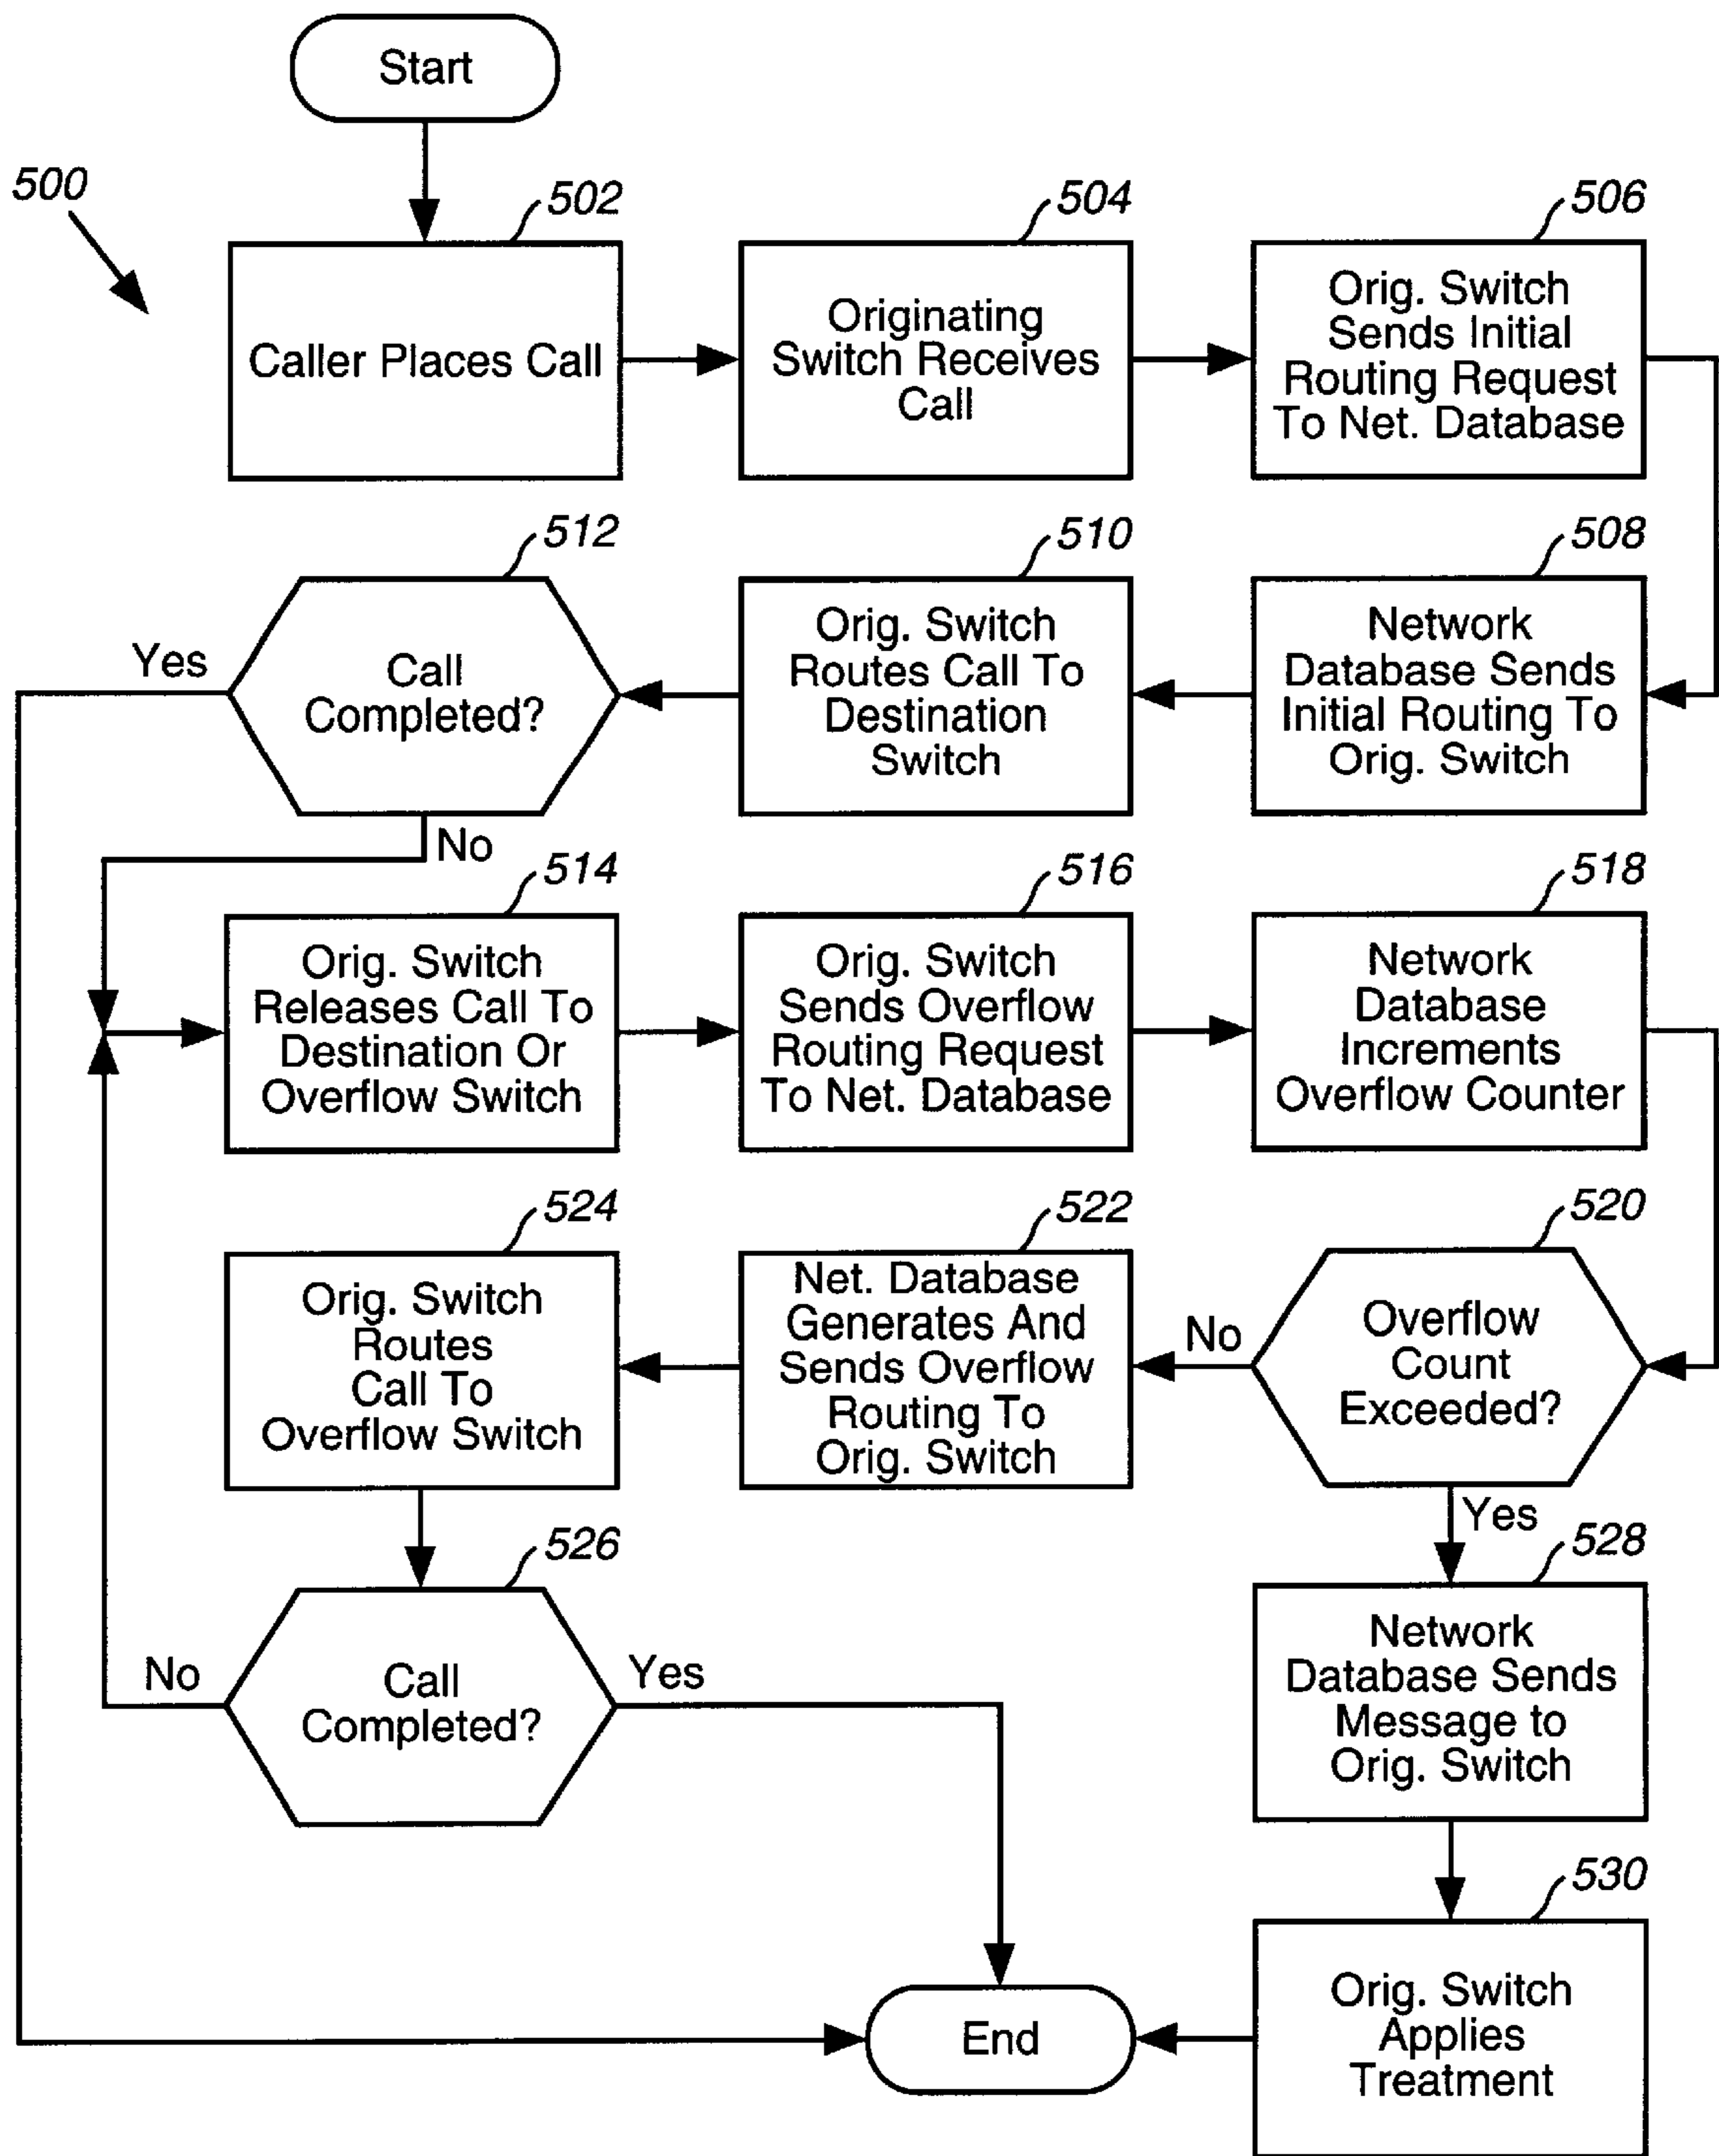 Start
500
502
Caller Places Call
504
Originating
Switch Receives
Call
506
Orig. Switch
Sends Initial
Routing Request
To Net. Database
508
Network
Database Sends
Initial Routing To
Orig. Switch
510
Orig. Switch
Routes Call To
Destination
Switch
512
Call
Completed?
Yes
No
514
Orig. Switch
Releases Call To
Destination Or
Overflow Switch
516
Orig. Switch
Sends Overflow
Routing Request
To Net. Database
518
Network
Database
Increments
Overflow Counter
520
Overflow
Count
Exceeded?
No
Yes
522
Net. Database
Generates And
Sends Overflow
Routing To
Orig. Switch
524
Orig. Switch
Routes
Call To
Overflow Switch
526
Call
Completed?
No
Yes
528
Network
Database Sends
Message to
Orig. Switch
530
Orig. Switch
Applies
Treatment
End